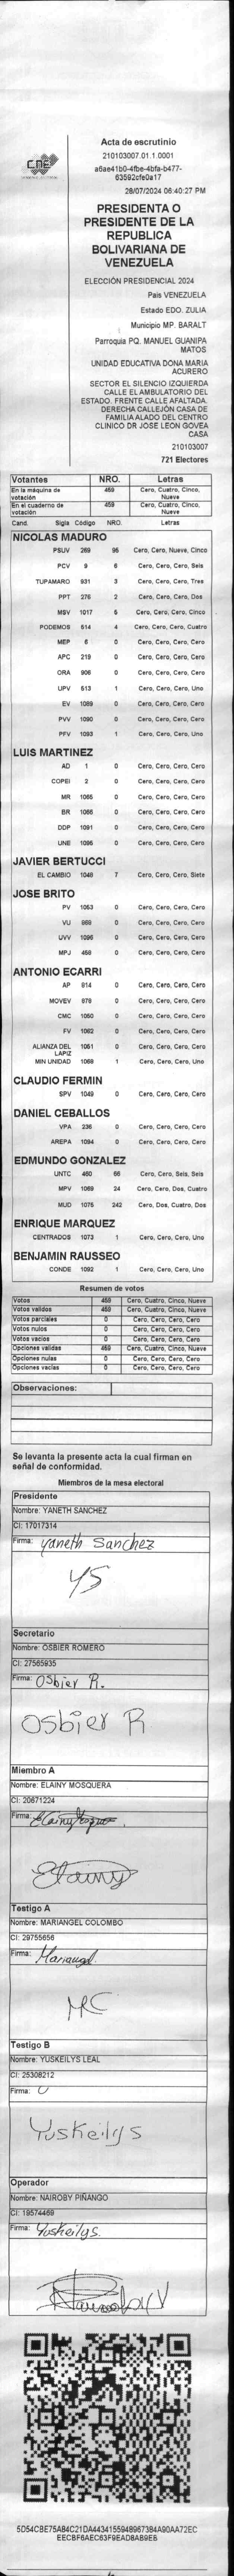 CNE
Acta de escrutinio
210103007.01.1.0001
a6ae41b0-4fbe-4bfa-b477-
63592cfe0a17
28/07/2024 06:40:27 PM
PRESIDENTA O
PRESIDENTE DE LA
REPUBLICA
BOLIVARIANA DE
VENEZUELA
ELECCIÓN PRESIDENCIAL 2024
Pais VENEZUELA
Estado EDO. ZULIA
Municipio MP. BARALT
Parroquia PQ. MANUEL GUANIPA
MATOS
UNIDAD EDUCATIVA DONA MARIA
ACURERO
SECTOR EL SILENCIO IZQUIERDA
CALLE EL AMBULATORIO DEL
ESTADO. FRENTE CALLE AFALTADA.
DERECHA CALLEJÓN CASA DE
FAMILIA ALADO DEL CENTRO
CLINICO DR JOSE LEON GOVEA
CASA
210103007
721 Electores
Votantes NRO. Letras
En la máquina de votación 459 Cero, Cuatro, Cinco, Nueve
En el cuaderno de votación 459 Cero, Cuatro, Cinco, Nueve
Cand. Sigla Código NRO. Letras
NICOLAS MADURO
PSUV 269 95 Cero, Cero, Nueve, Cinco
PCV 9 6 Cero, Cero, Cero, Seis
TUPAMARO 931 3 Cero, Cero, Cero, Tres
PPT 276 2 Cero, Cero, Cero, Dos
MSV 1017 5 Cero, Cero, Cero, Cinco
PODEMOS 514 4 Cero, Cero, Cero, Cuatro
MEP 6 0 Cero, Cero, Cero, Cero
APC 219 0 Cero, Cero, Cero, Cero
ORA 906 0 Cero, Cero, Cero, Cero
UPV 513 1 Cero, Cero, Cero, Uno
EV 1089 0 Cero, Cero, Cero, Cero
PVV 1090 0 Cero, Cero, Cero, Cero
PFV 1093 1 Cero, Cero, Cero, Uno
LUIS MARTINEZ
AD 1 0 Cero, Cero, Cero, Cero
COPEI 2 0 Cero, Cero, Cero, Cero
MR 1065 0 Cero, Cero, Cero, Cero
BR 1066 0 Cero, Cero, Cero, Cero
DDP 1091 0 Cero, Cero, Cero, Cero
UNE 1095 0 Cero, Cero, Cero, Cero
JAVIER BERTUCCI
EL CAMBIO 1048 7 Cero, Cero, Cero, Siete
JOSE BRITO
PV 1053 0 Cero, Cero, Cero, Cero
VU 869 0 Cero, Cero, Cero, Cero
UVV 1096 0 Cero, Cero, Cero, Cero
MPJ 458 0 Cero, Cero, Cero, Cero
ANTONIO ECARRI
AP 814 0 Cero, Cero, Cero, Cero
MOVEV 978 0 Cero, Cero, Cero, Cero
CMC 1050 0 Cero, Cero, Cero, Cero
FV 1062 0 Cero, Cero, Cero, Cero
ALIANZA DEL LAPIZ 1051 0 Cero, Cero, Cero, Cero
MIN UNIDAD 1068 1 Cero, Cero, Cero, Uno
CLAUDIO FERMIN
SPV 1049 0 Cero, Cero, Cero, Cero
DANIEL CEBALLOS
VPA 236 0 Cero, Cero, Cero, Cero
AREPA 1094 0 Cero, Cero, Cero, Cero
EDMUNDO GONZALEZ
UNTC 460 66 Cero, Cero, Seis, Seis
MPV 1069 24 Cero, Cero, Dos, Cuatro
MUD 1075 242 Cero, Dos, Cuatro, Dos
ENRIQUE MARQUEZ
CENTRADOS 1073 1 Cero, Cero, Cero, Uno
BENJAMIN RAUSSEO
CONDE 1092 1 Cero, Cero, Cero, Uno
Resumen de votos
Votos 459 Cero, Cuatro, Cinco, Nueve
Votos validos 459 Cero, Cuatro, Cinco, Nueve
Votos parciales 0 Cero, Cero, Cero, Cero
Votos nulos 0 Cero, Cero, Cero, Cero
Votos vacios 0 Cero, Cero, Cero, Cero
Opciones validas 459 Cero, Cuatro, Cinco, Nueve
Opciones nulas 0 Cero, Cero, Cero, Cero
Opciones vacias 0 Cero, Cero, Cero, Cero
Observaciones:
Se levanta la presente acta la cual firman en
señal de conformidad.
Miembros de la mesa electoral
Presidente
Nombre: YANETH SANCHEZ
CI: 17017314
Firma: yaneth Sanchez
YS
Secretario
Nombre: OSBIER ROMERO
CI: 27565935
Firma: Osbier R.
Osbier R
Miembro A
Nombre: ELAINY MOSQUERA
CI: 20671224
Firma: Elainy Mosquera
Elainy
Testigo A
Nombre: MARIANGEL COLOMBO
CI: 29755656
Firma: Mariangel
MC
Testigo B
Nombre: YUSKEILYS LEAL
CI: 25308212
Firma:
Yuskeilys
Operador
Nombre: NAIROBY PIÑANGO
CI: 19574469
Firma: Yuskeilys
5D54CBE75A84C21DA4434155948967384A90AA72EC
EECBF6AEC63F9EAD8AB9EB